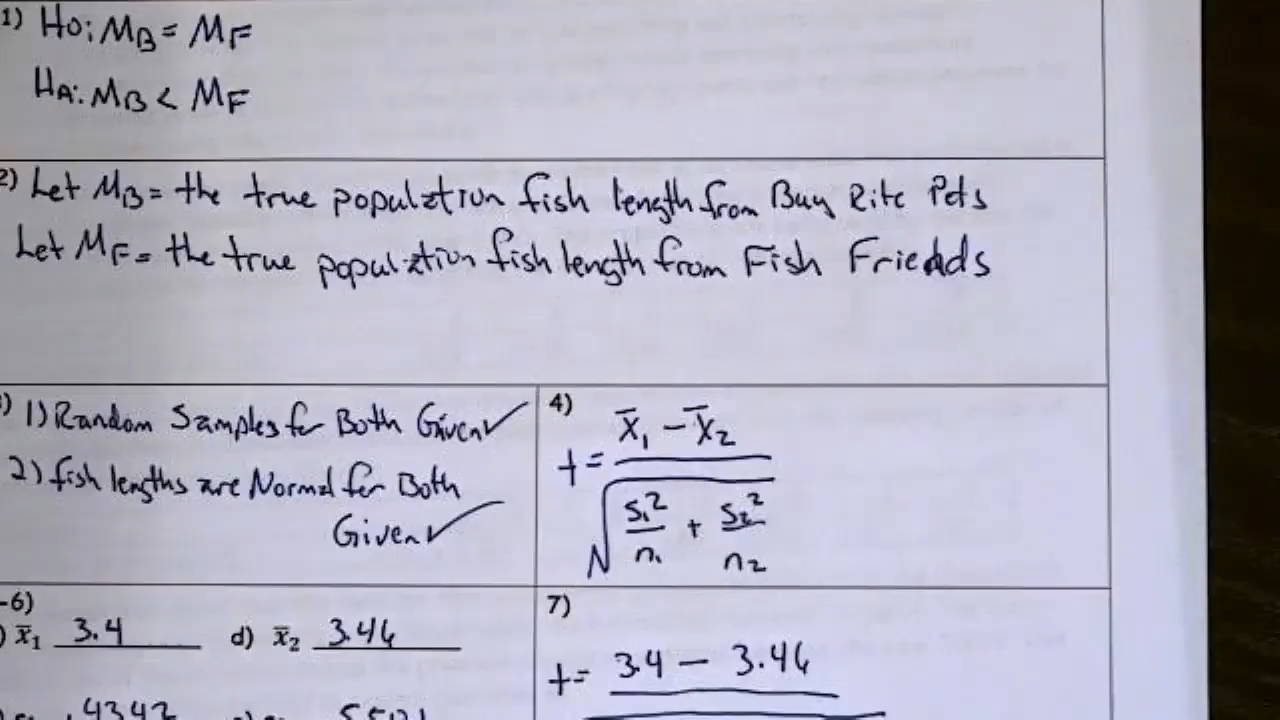 1) Ho: MB = MF
HA: MB < MF
2) Let MB = the true population fish length from Buy Rite Pets
Let MF = the true population fish length from Fish Friends
1) Random Samples for Both Given ✓
2) fish lengths are Normal for Both
Given ✓
4)
t = x̄1 − x̄2
√ s1²/n1 + s2²/n2
-6)
x̄1 3.4 d) x̄2 3.46
7)
t = 3.4 − 3.46
.4342